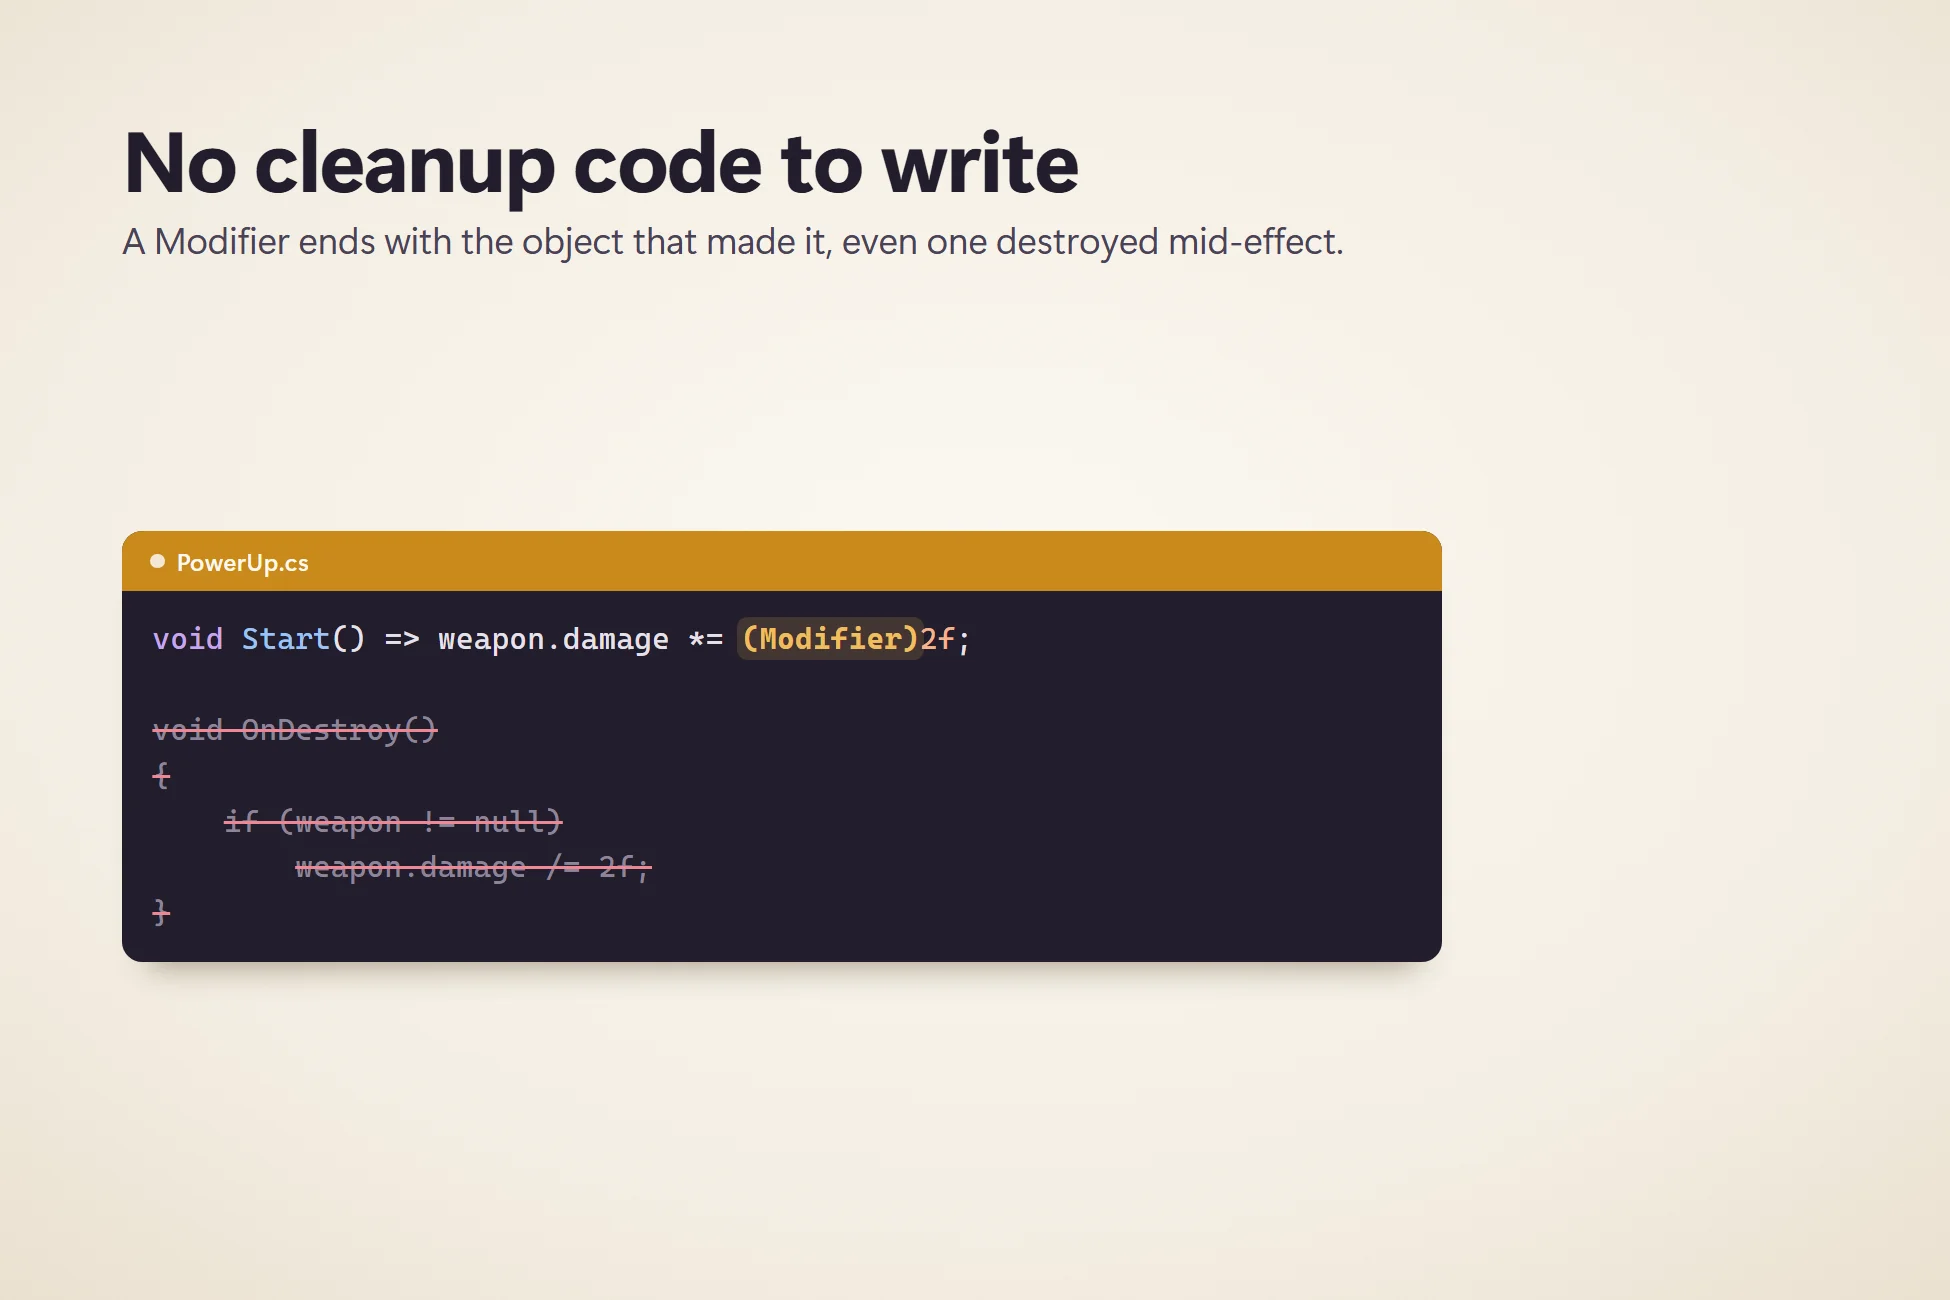 No cleanup code to write
A Modifier ends with the object that made it, even one destroyed mid-effect.
PowerUp.cs
void Start() => weapon.damage *= (Modifier)2f;
void OnDestroy()
{
    if (weapon != null)
        weapon.damage /= 2f;
}